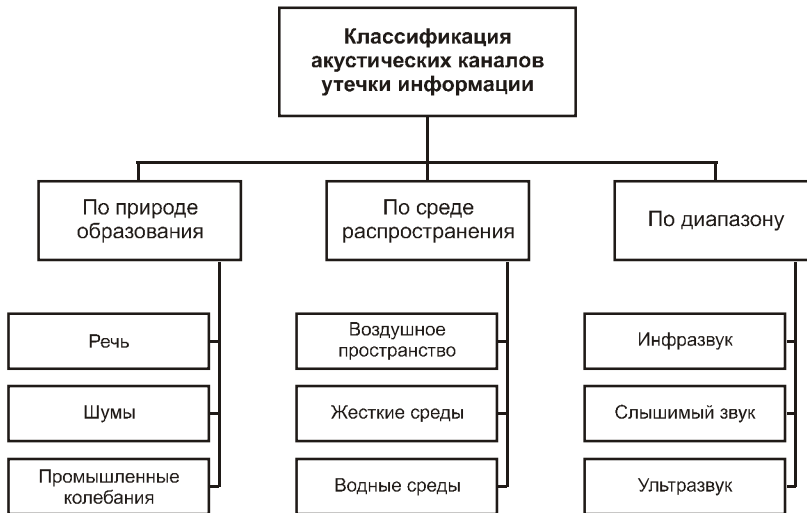 Классификация
акустических каналов
утечки информации
По природе
образования
По среде
распространения
По диапазону
Речь
Воздушное
пространство
Инфразвук
Шумы
Жесткие среды
Слышимый звук
Промышленные
колебания
Водные среды
Ультразвук